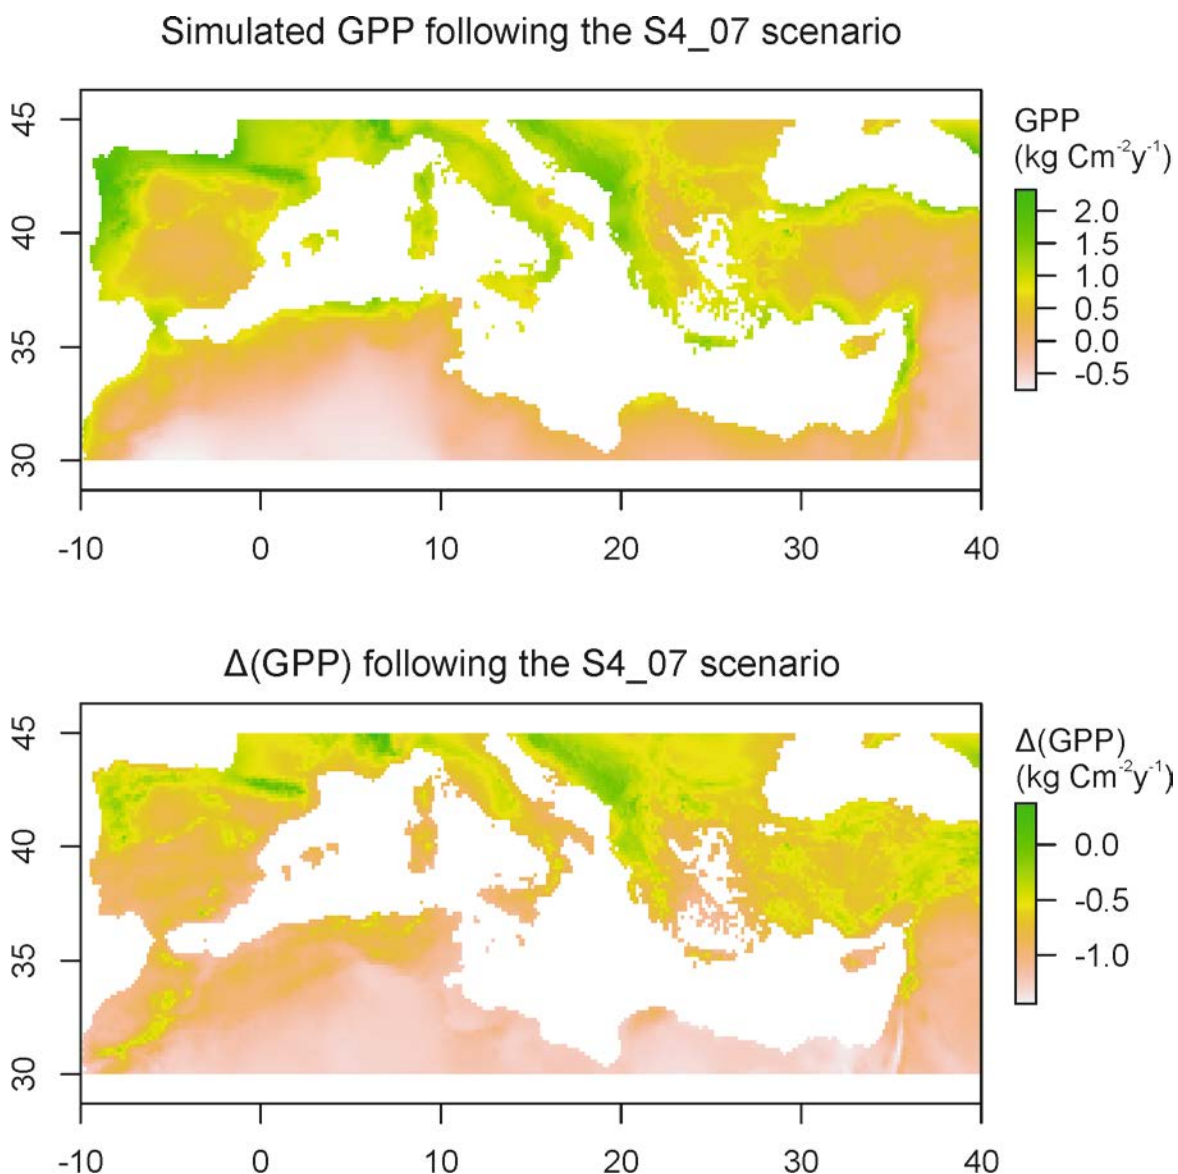 Simulated GPP following the S4_07 scenario
45
40
35
30
-10 0 10 20 30 40
GPP
(kg Cm⁻²y⁻¹)
2.0
1.5
1.0
0.5
0.0
-0.5
Δ(GPP) following the S4_07 scenario
45
40
35
30
-10 0 10 20 30 40
Δ(GPP)
(kg Cm⁻²y⁻¹)
0.0
-0.5
-1.0